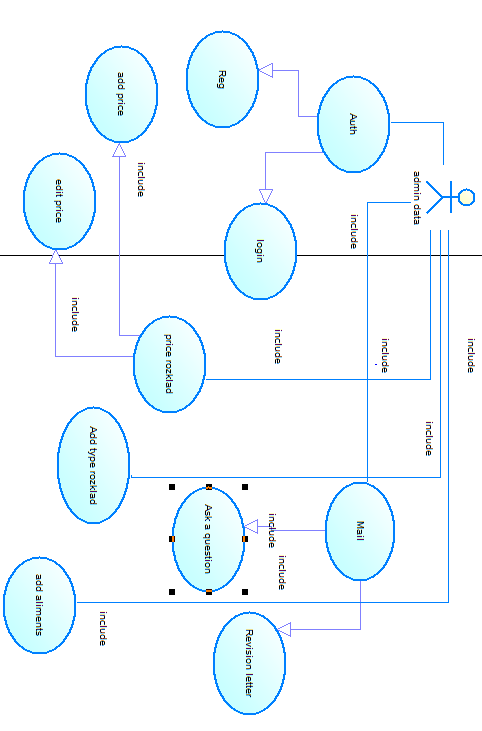 admin data
Auth
Reg
login
include
include
include
include
include
price rozklad
include
add price
include
edit price
Add type rozklad
Mail
include
include
Ask a question
Revision letter
add aliments
include